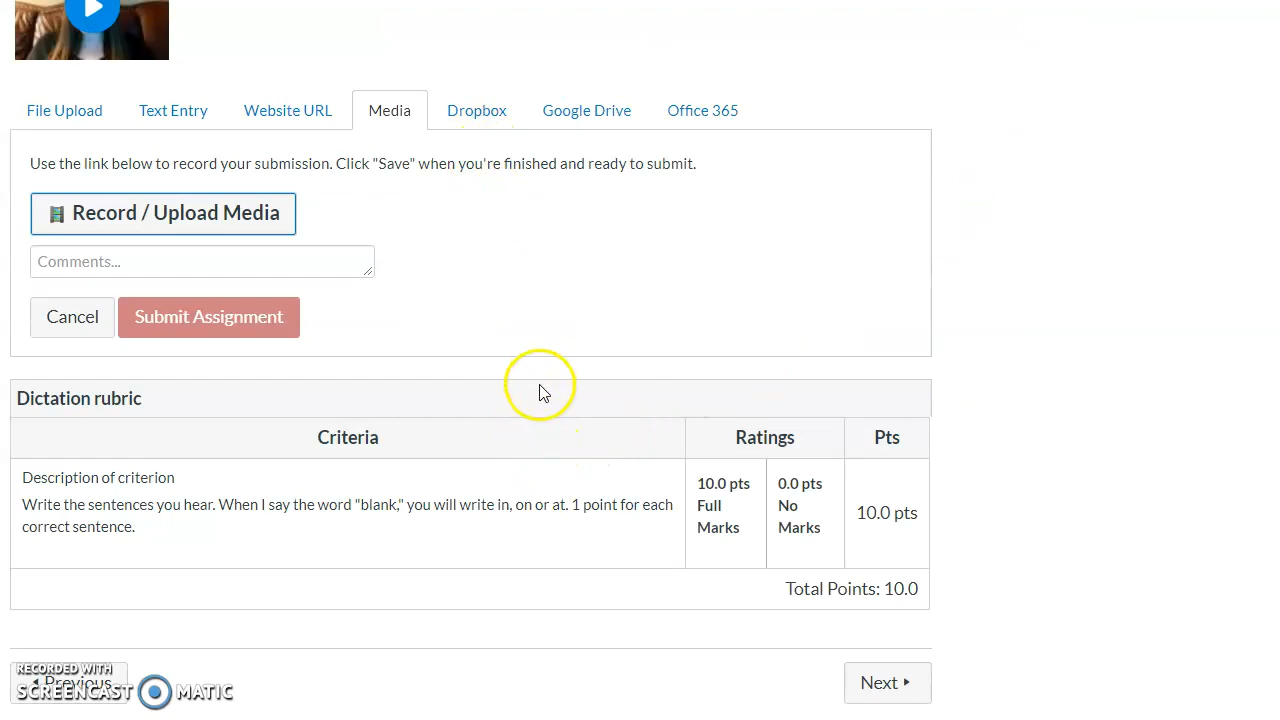 File Upload Text Entry Website URL Media Dropbox Google Drive Office 365
Use the link below to record your submission. Click "Save" when you're finished and ready to submit.
Record / Upload Media
Comments...
Cancel Submit Assignment
Dictation rubric
Criteria Ratings Pts
Description of criterion
Write the sentences you hear. When I say the word "blank," you will write in, on or at. 1 point for each
correct sentence.
10.0 pts
Full
Marks
0.0 pts
No
Marks
10.0 pts
Total Points: 10.0
Previous
Next
RECORDED WITH
SCREENCAST MATIC